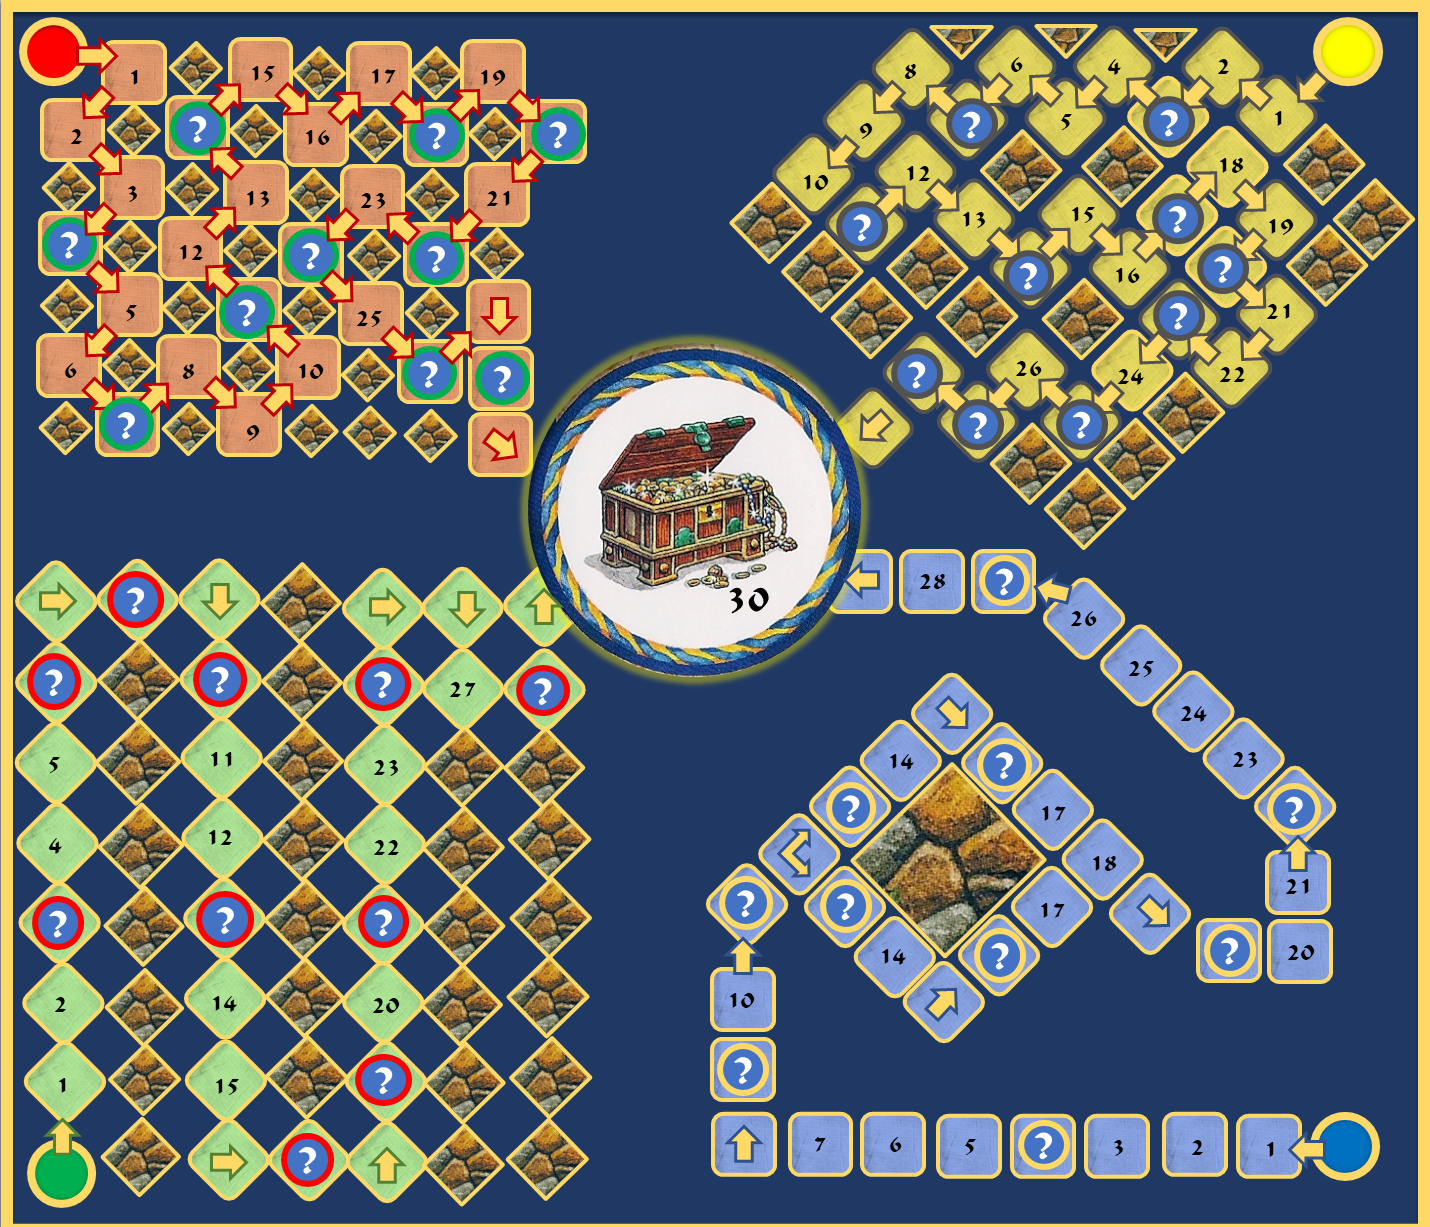 1 15 17 19
2 ? 16 ? ?
3 13 23 21
? 12 ? ?
5 ? 25
6 8 10 ? ?
? 9
8 6 4 2
9 ? 5 ? 1
10 12 18
? 13 15 ? 19
? 16 ?
? 21
? 26 24 22
? ?
30
?
? ? ? 27 ?
5 11 23
4 12 22
? ? ?
2 14 20
1 15 ?
?
28 ?
26
25
24
23
?
21
? 20
14 ?
? 17
18
? ? 17
14 ?
10
?
7 6 5 ? 3 2 1